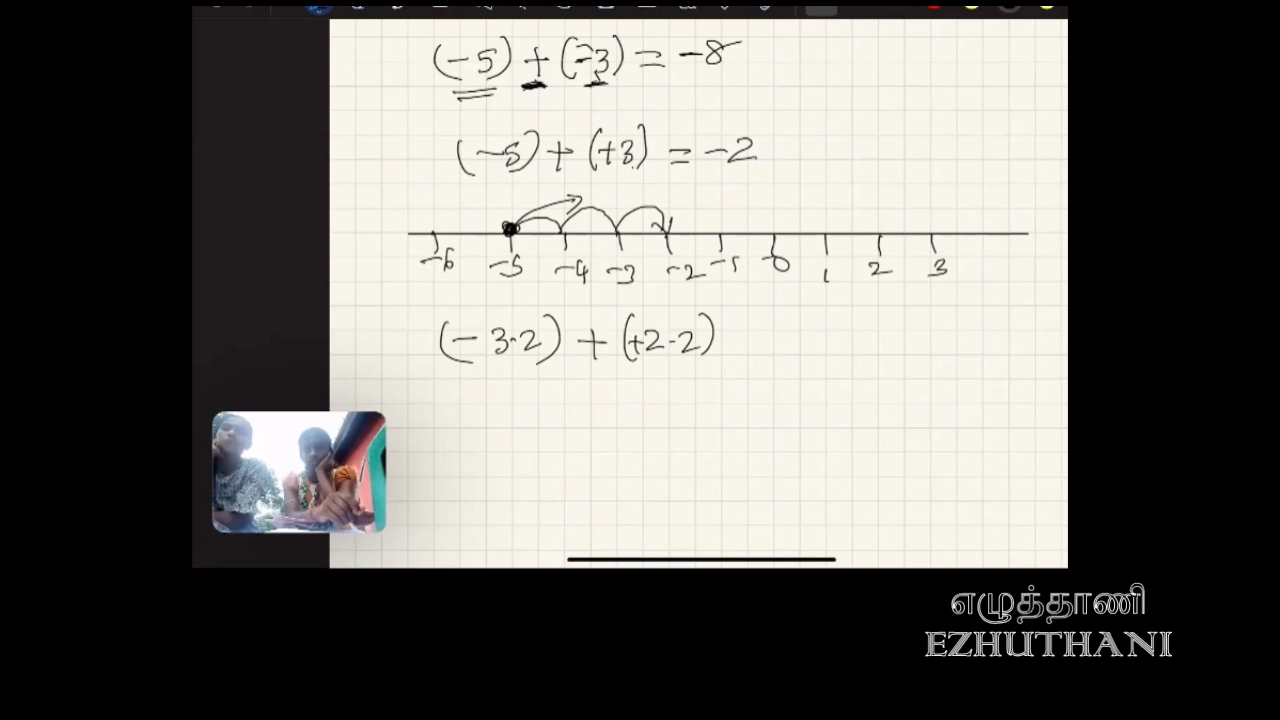 (-5) + (-3) = -8
(-5) + (+3) = -2
-6 -5 -4 -3 -2 -1 0 1 2 3
(-3.2) + (+2.2)
எழுத்தாணி
EZHUTHANI